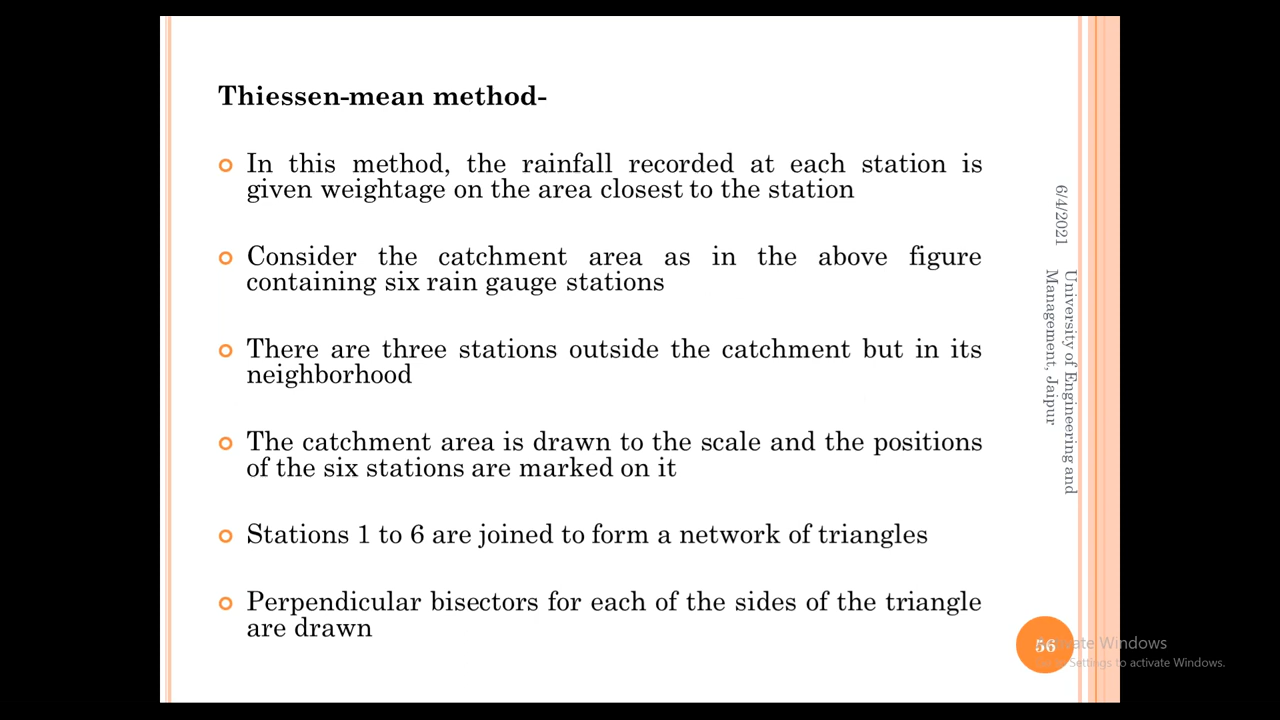 Thiessen-mean method-
In this method, the rainfall recorded at each station is
given weightage on the area closest to the station
Consider the catchment area as in the above figure
containing six rain gauge stations
There are three stations outside the catchment but in its
neighborhood
The catchment area is drawn to the scale and the positions
of the six stations are marked on it
Stations 1 to 6 are joined to form a network of triangles
Perpendicular bisectors for each of the sides of the triangle
are drawn
6/4/2021
University of Engineering and
Management, Jaipur
56
Windows
Settings to activate Windows.